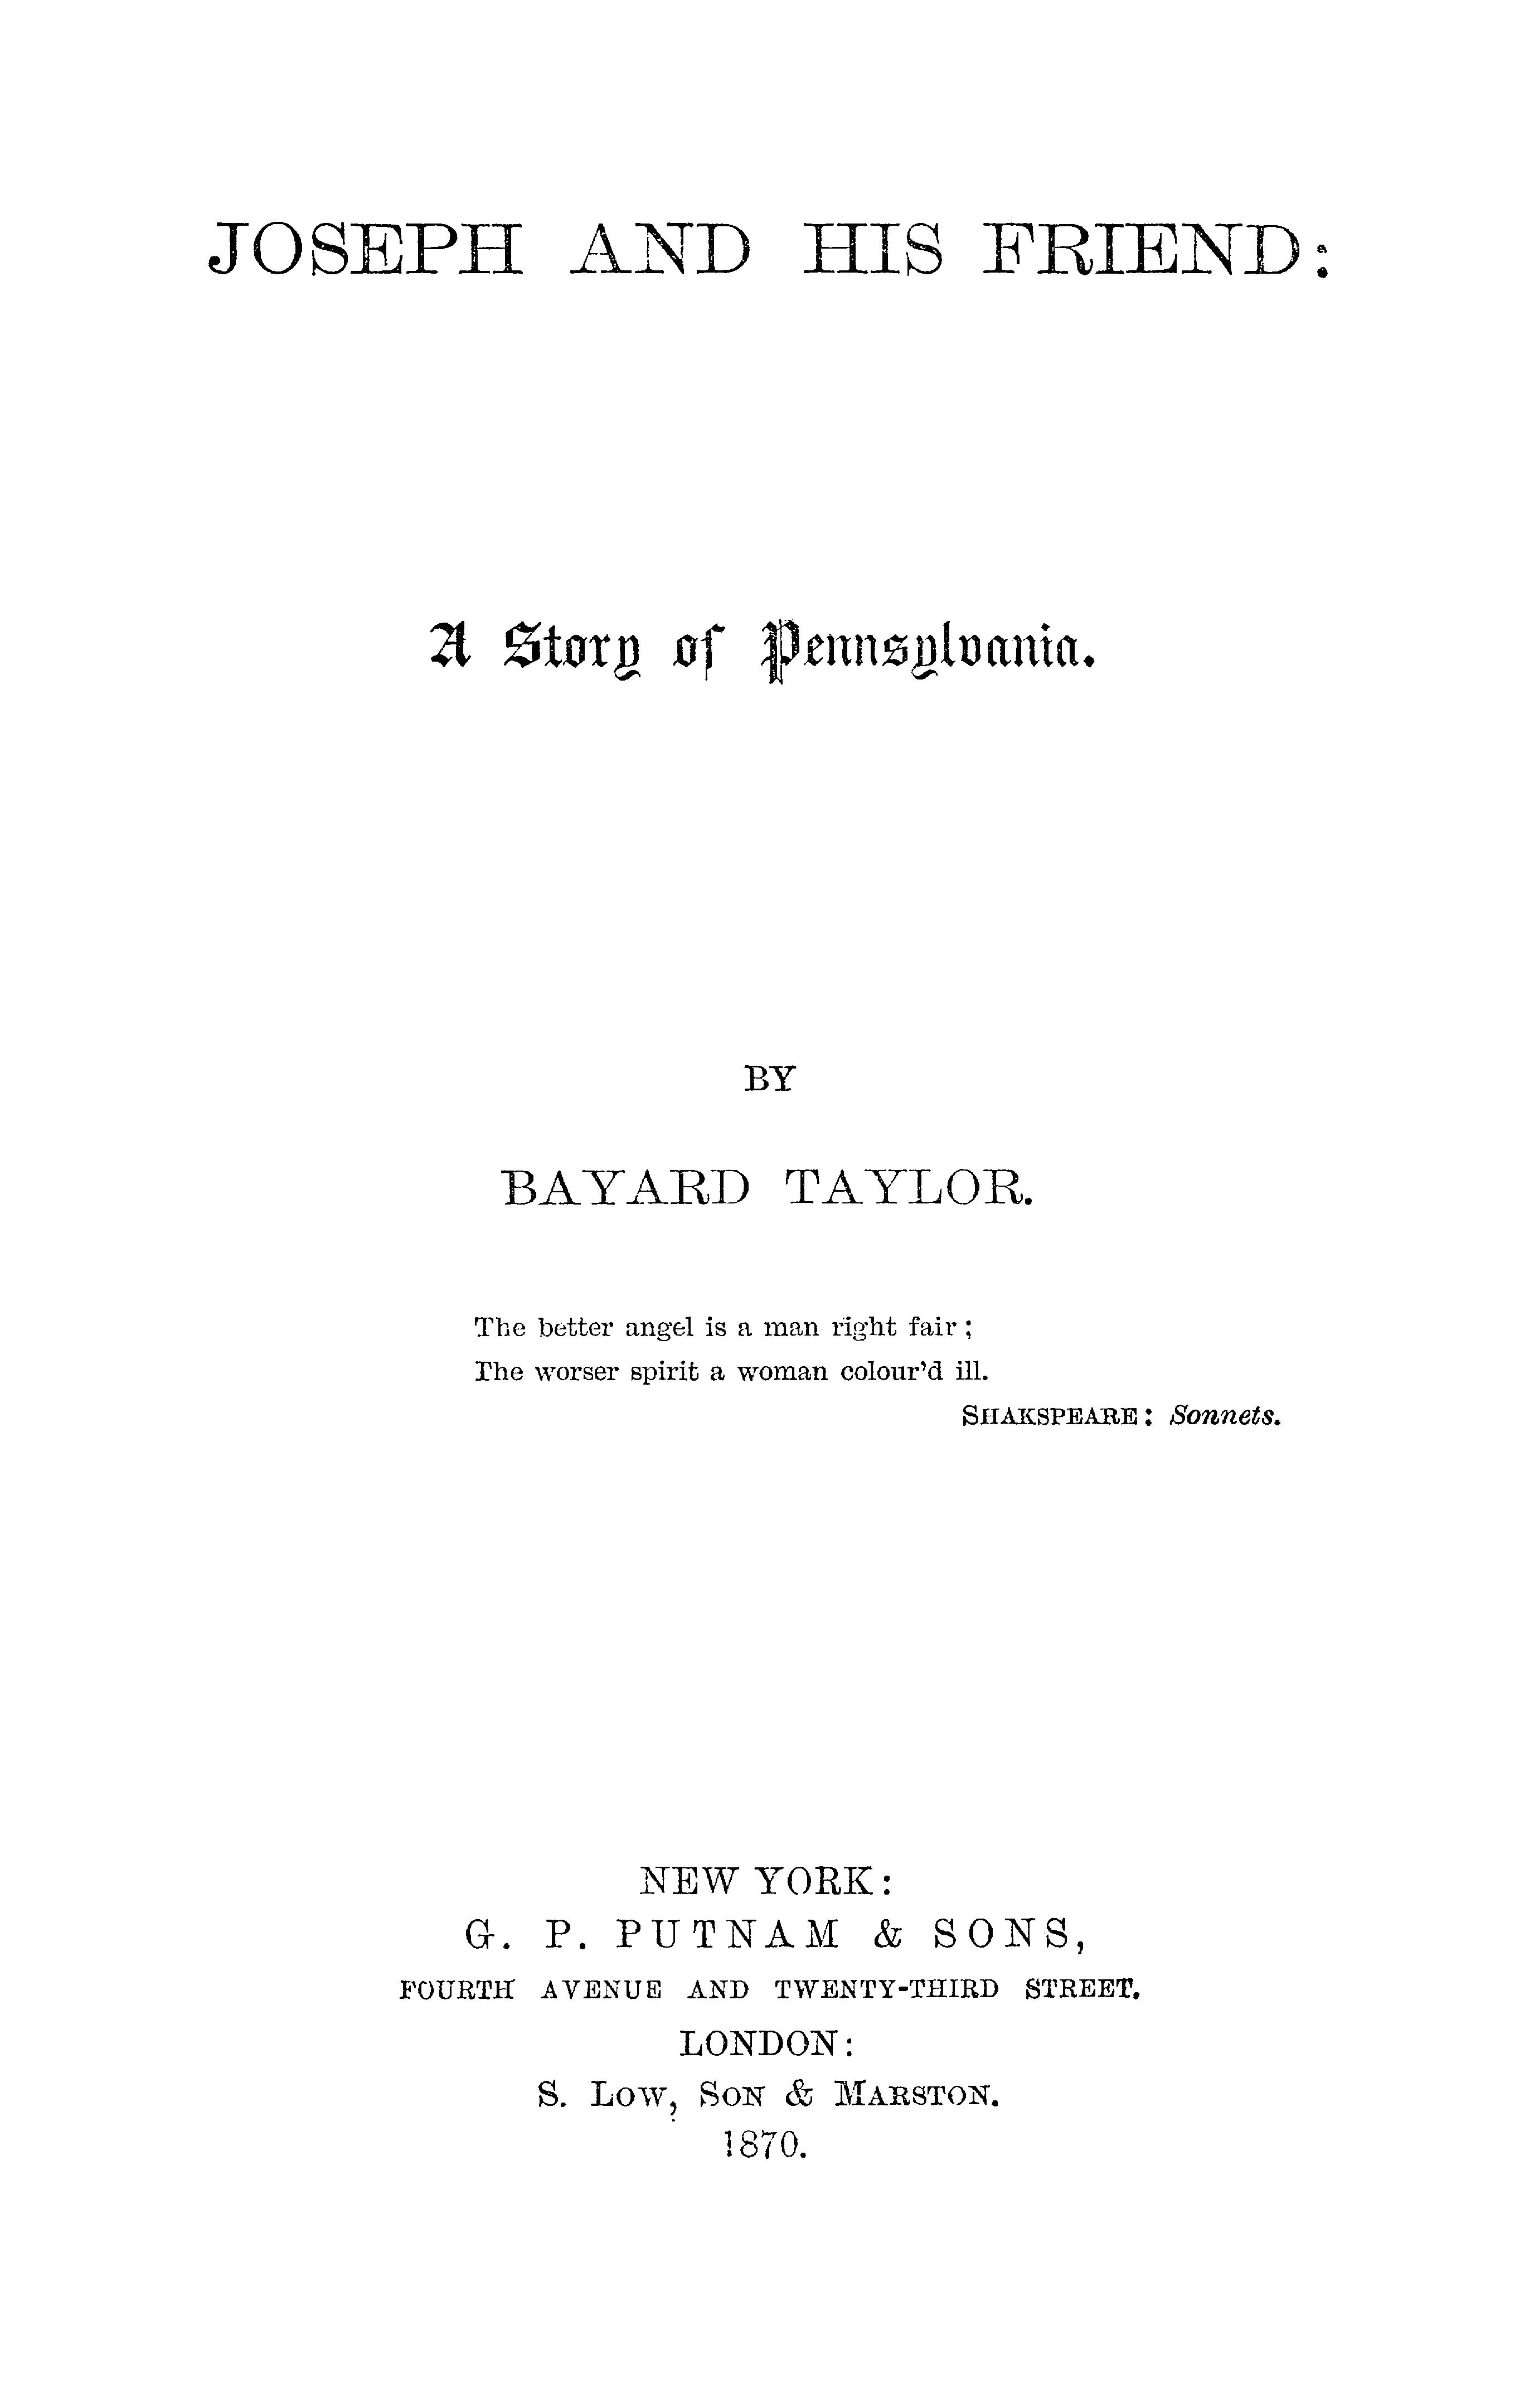 JOSEPH AND HIS FRIEND:
A Story of Pennsylvania.
BY
BAYARD TAYLOR.
The better angel is a man right fair;
The worser spirit a woman colour'd ill.
SHAKSPEARE: Sonnets.
NEW YORK:
G. P. PUTNAM & SONS,
FOURTH AVENUE AND TWENTY-THIRD STREET.
LONDON:
S. LOW, SON & MARSTON.
1870.